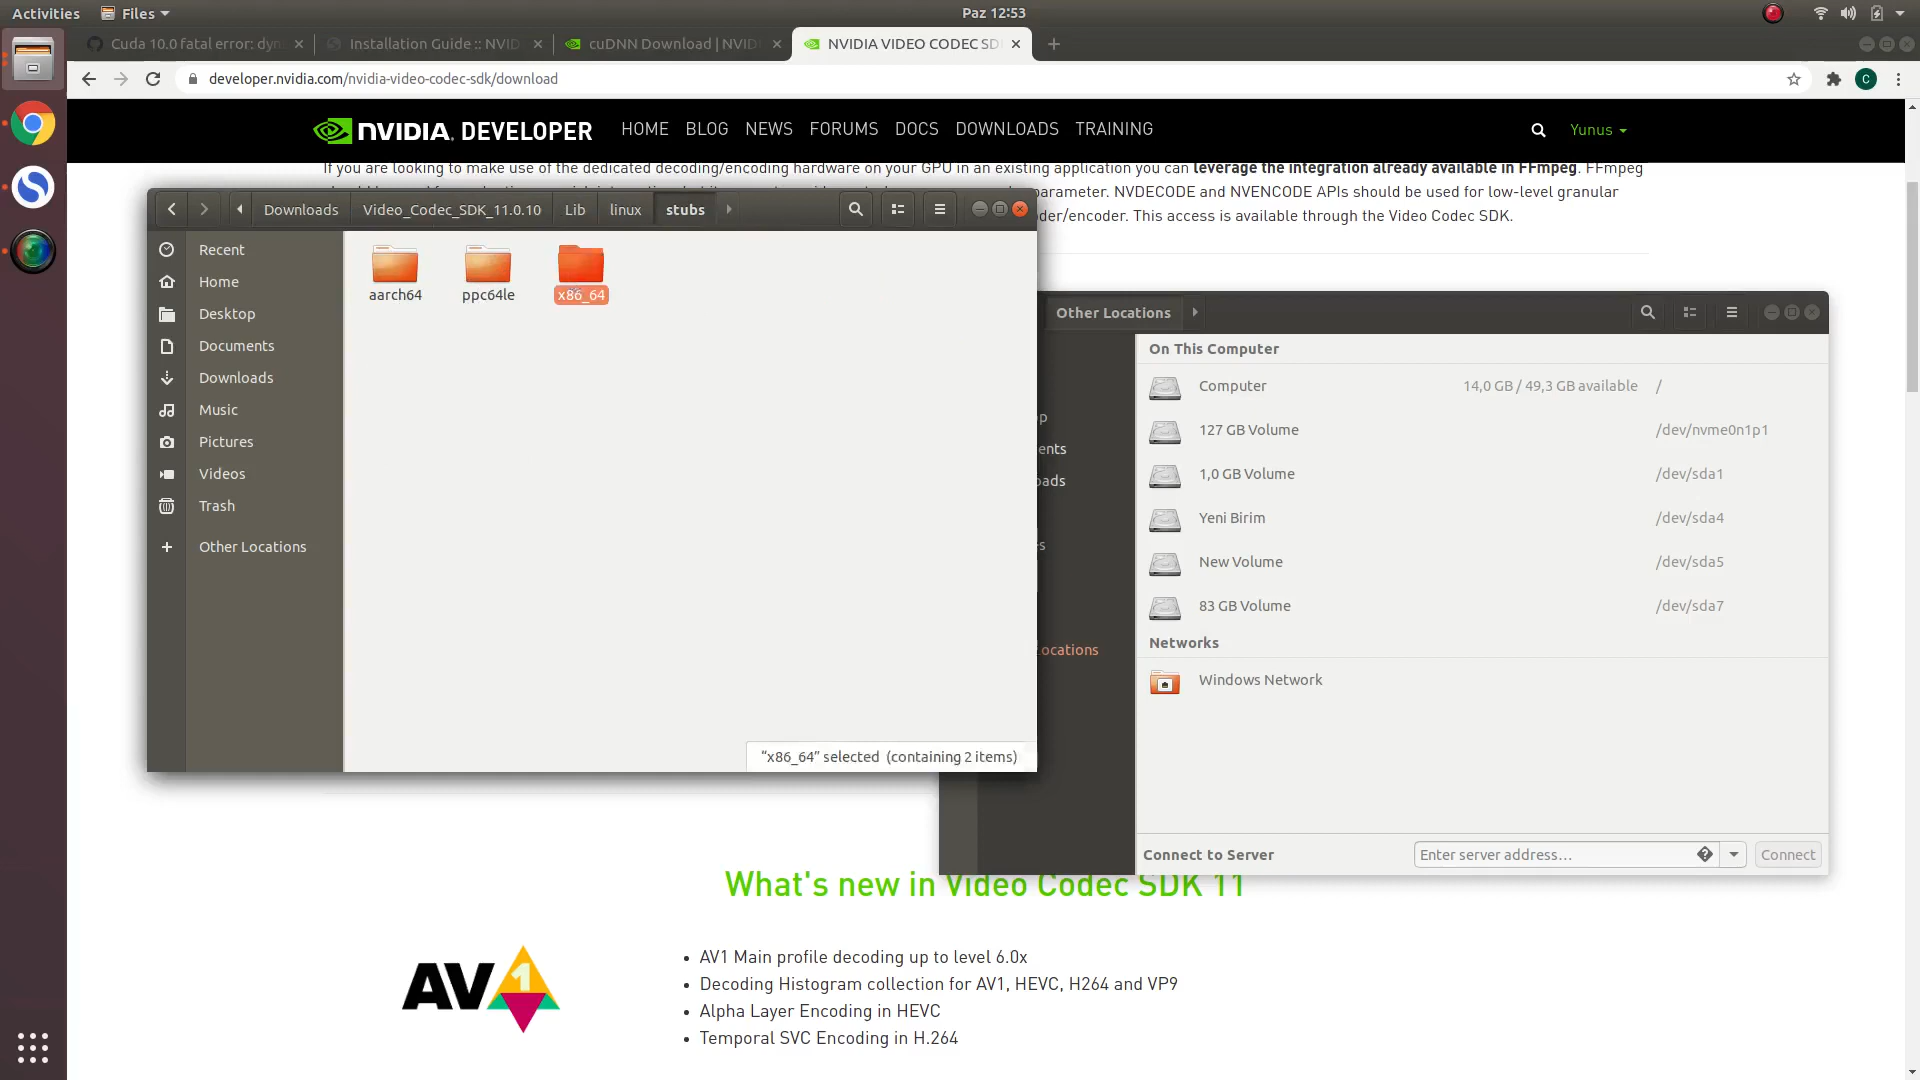 Activities
Files
Paz 12:53
Cuda 10.0 fatal error: dyn
Installation Guide :: NVID
cuDNN Download | NVIDI
NVIDIA VIDEO CODEC SD
developer.nvidia.com/nvidia-video-codec-sdk/download
C
NVIDIA. DEVELOPER
HOME BLOG NEWS FORUMS DOCS DOWNLOADS TRAINING
Yunus
If you are looking to make use of the dedicated decoding/encoding hardware on your GPU in an existing application you can leverage the integration already available in FFmpeg. FFmpeg
parameter. NVDECODE and NVENCODE APIs should be used for low-level granular
oder/encoder. This access is available through the Video Codec SDK.
Downloads Video_Codec_SDK_11.0.10 Lib linux stubs
Recent
Home
Desktop
Documents
Downloads
Music
Pictures
Videos
Trash
Other Locations
aarch64
ppc64le
x86_64
"x86_64" selected (containing 2 items)
Other Locations
p
ents
oads
s
Locations
On This Computer
Computer 14,0 GB / 49,3 GB available /
127 GB Volume /dev/nvme0n1p1
1,0 GB Volume /dev/sda1
Yeni Birim /dev/sda4
New Volume /dev/sda5
83 GB Volume /dev/sda7
Networks
Windows Network
Connect to Server
Enter server address…
Connect
What's new in Video Codec SDK 11
AV1
• AV1 Main profile decoding up to level 6.0x
• Decoding Histogram collection for AV1, HEVC, H264 and VP9
• Alpha Layer Encoding in HEVC
• Temporal SVC Encoding in H.264